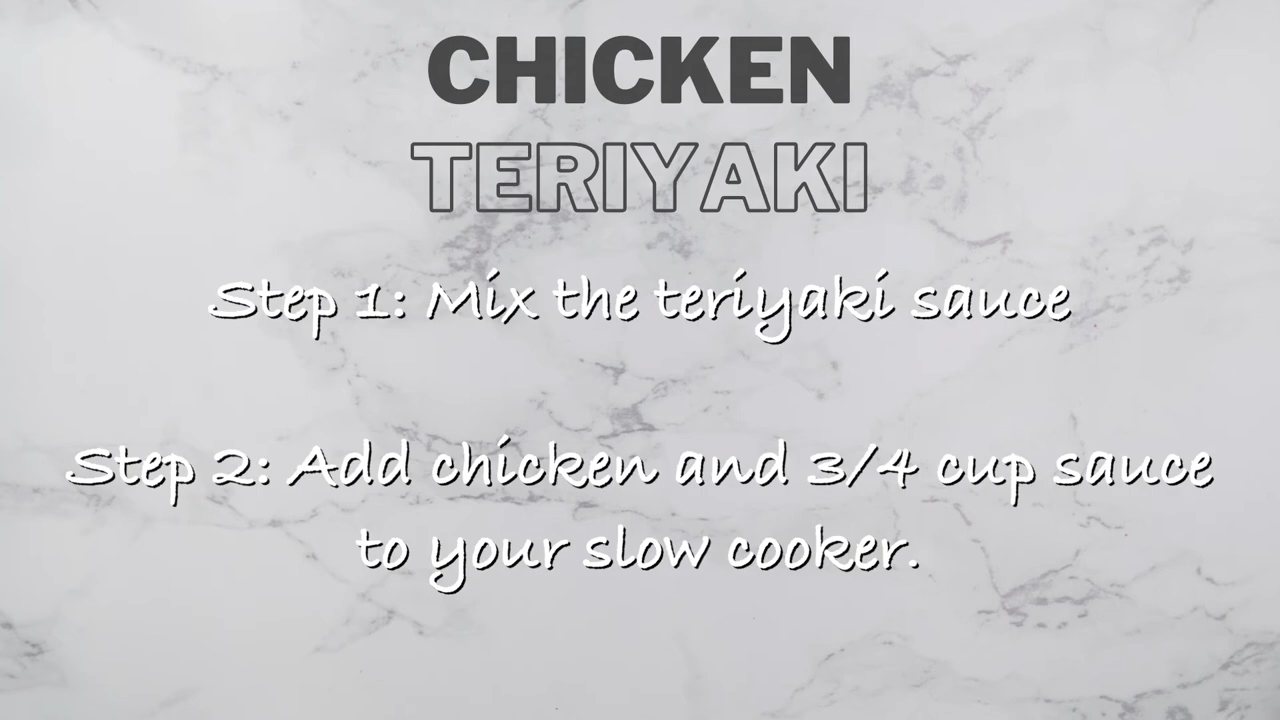 CHICKEN
TERIYAKI
Step 1: Mix the teriyaki sauce
Step 2: Add chicken and 3/4 cup sauce
to your slow cooker.